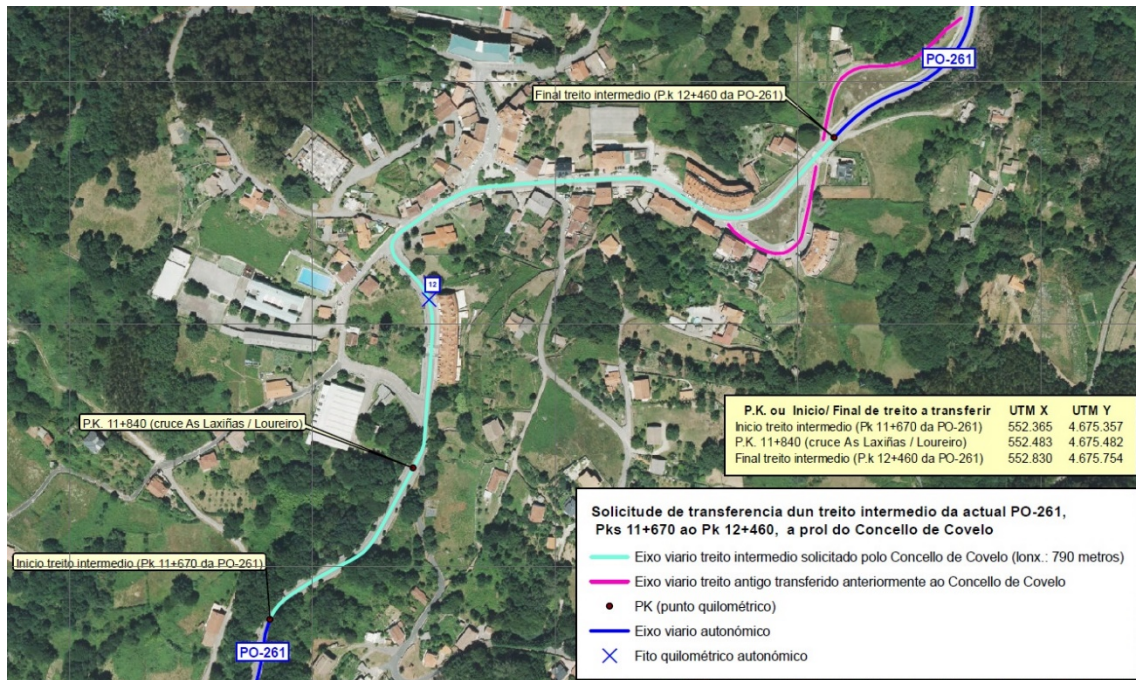 PO-261
Final treito intermedio (P.k 12+460 da PO-261)
12
P.K. 11+840 (cruce As Laxiñas / Loureiro)
Inicio treito intermedio (Pk 11+670 da PO-261)
PO-261
P.K. ou Inicio/ Final de treito a transferir UTM X UTM Y
Inicio treito intermedio (Pk 11+670 da PO-261) 552.365 4.675.357
P.K. 11+840 (cruce As Laxiñas / Loureiro) 552.483 4.675.482
Final treito intermedio (P.k 12+460 da PO-261) 552.830 4.675.754
Solicitude de transferencia dun treito intermedio da actual PO-261,
Pks 11+670 ao Pk 12+460, a prol do Concello de Covelo
Eixo viario treito intermedio solicitado polo Concello de Covelo (lonx.: 790 metros)
Eixo viario treito antigo transferido anteriormente ao Concello de Covelo
PK (punto quilométrico)
Eixo viario autonómico
Fito quilométrico autonómico